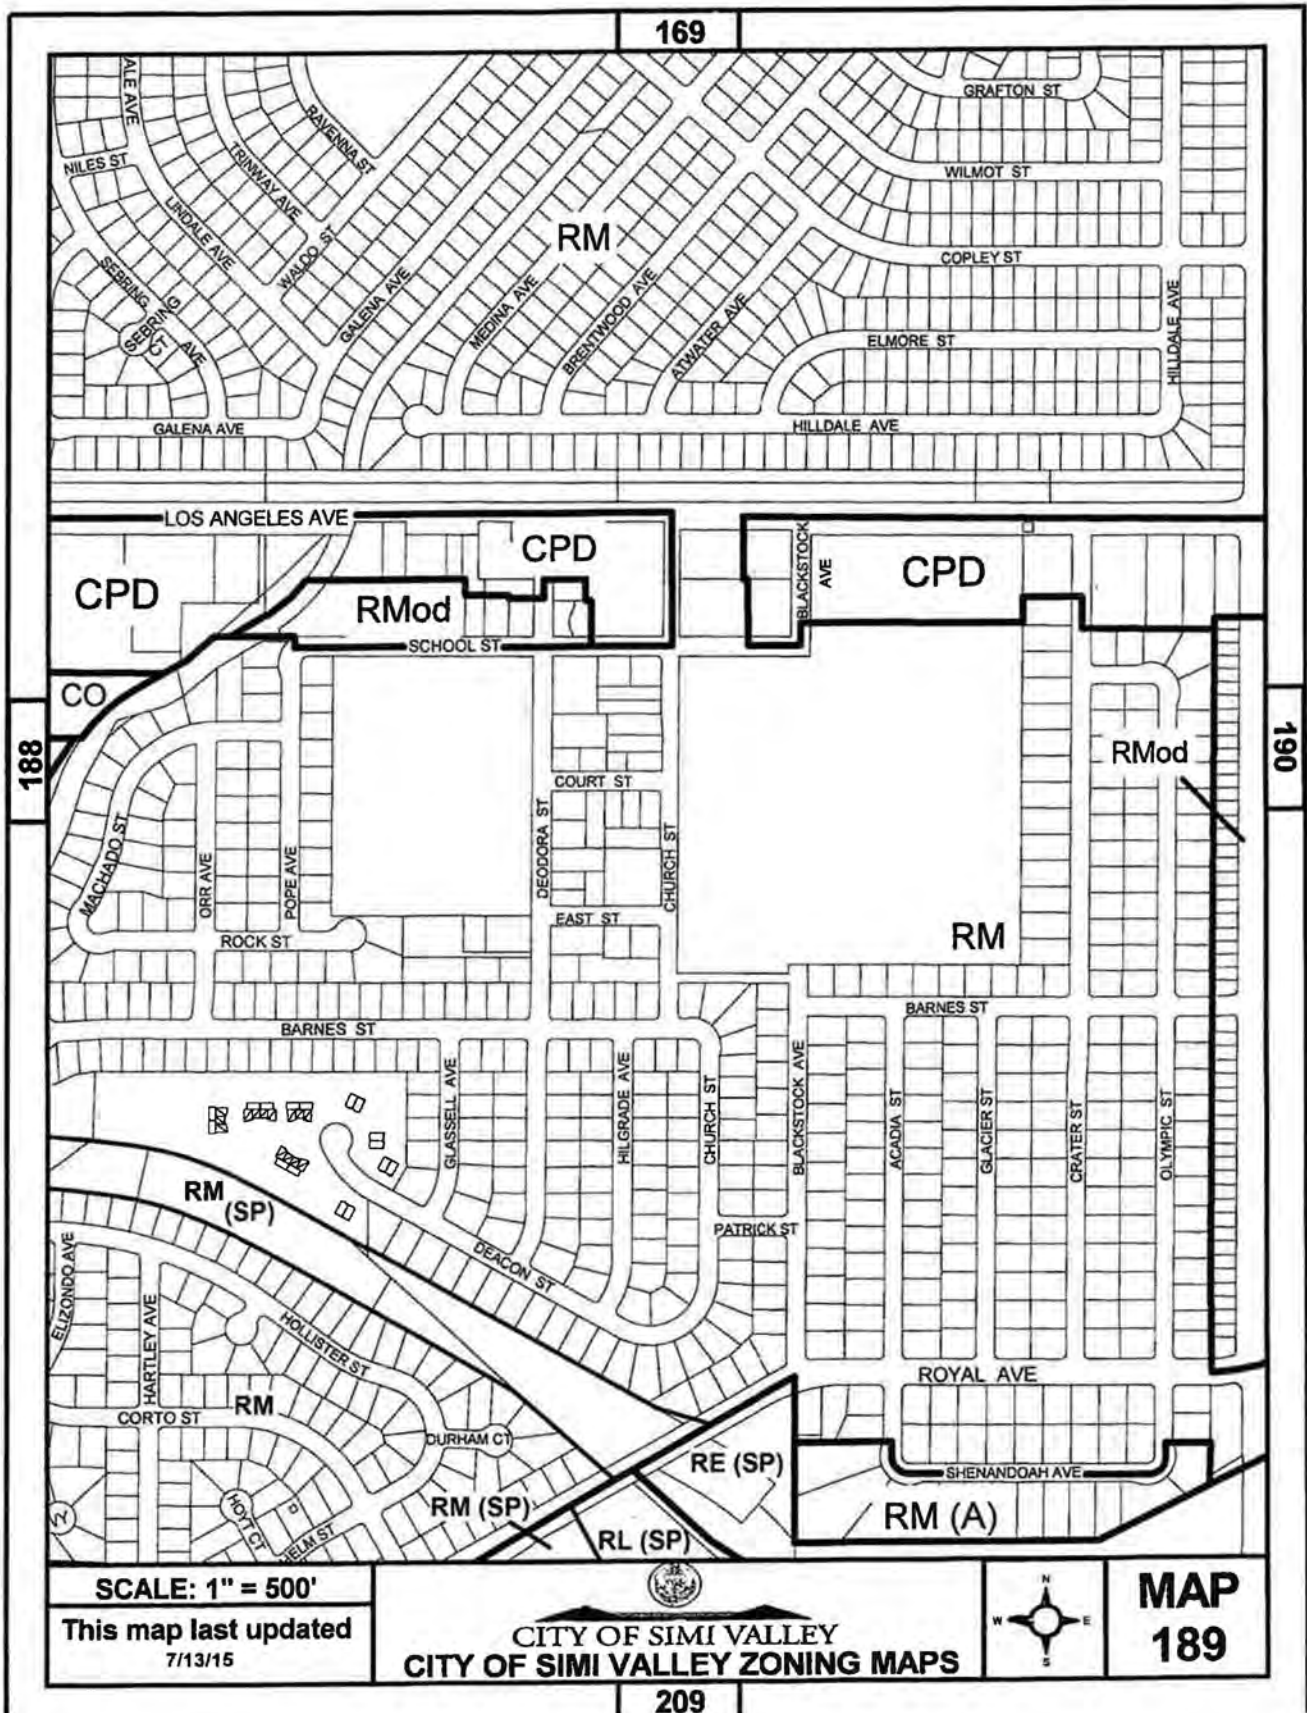 169
GRAFTON ST
ALE AVE
RAVENNA ST
NILES ST
TRINWAY AVE
WILMOT ST
LINDALE AVE
RM
WALDO ST
COPLEY ST
SEBRING AVE
SEBRING CT
GALENA AVE
MEDINA AVE
BRENTWOOD AVE
ATWATER AVE
HILLDALE AVE
ELMORE ST
GALENA AVE
HILLDALE AVE
LOS ANGELES AVE
CPD
CPD
BLACKSTOCK AVE
CPD
RMod
SCHOOL ST
CO
188
190
RMod
COURT ST
MACHADO ST
ORR AVE
POPE AVE
DEODORA ST
CHURCH ST
EAST ST
ROCK ST
RM
BARNES ST
BARNES ST
GLASSELL AVE
HILGRADE AVE
CHURCH ST
BLACKSTOCK AVE
ACADIA ST
GLACIER ST
CRATER ST
OLYMPIC ST
RM
(SP)
PATRICK ST
ELIZONDO AVE
DEACON ST
HARTLEY AVE
HOLLISTER ST
ROYAL AVE
RM
CORTO ST
DURHAM CT
RE (SP)
SHENANDOAH AVE
RM (SP)
HOYT CT
RM (A)
HELM ST
RL (SP)
SCALE: 1" = 500'
This map last updated
7/13/15
CITY OF SIMI VALLEY
CITY OF SIMI VALLEY ZONING MAPS
N
W E
S
MAP
189
209